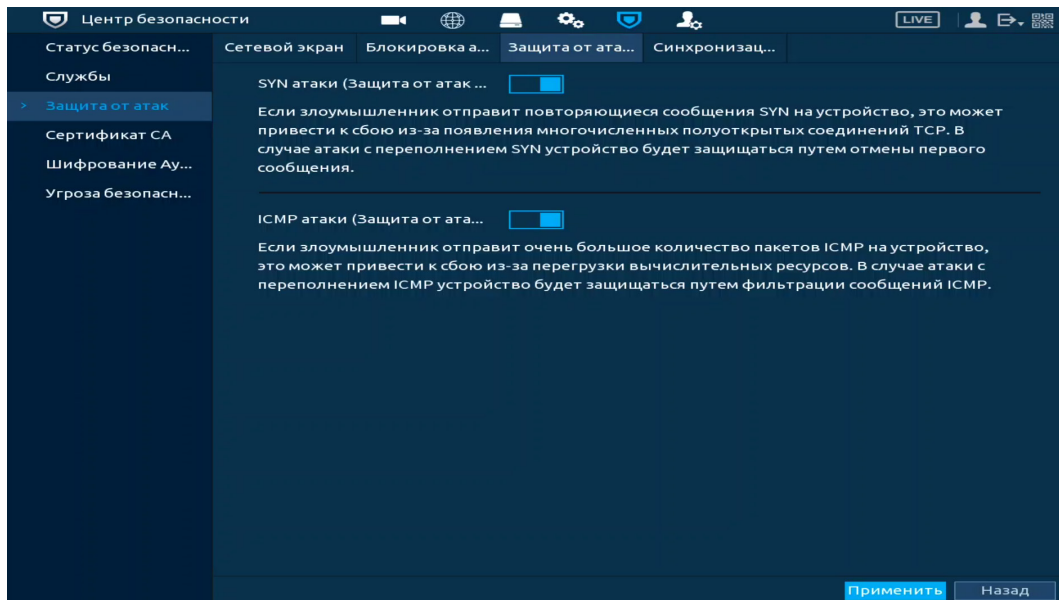 Центр безопасности
LIVE
Статус безопасн...
Службы
Защита от атак
Сертификат CA
Шифрование Ау...
Угроза безопасн...
Сетевой экран
Блокировка а...
Защита от ата...
Синхронизац...
SYN атаки (Защита от атак ...
Если злоумышленник отправит повторяющиеся сообщения SYN на устройство, это может
привести к сбою из-за появления многочисленных полуоткрытых соединений TCP. В
случае атаки с переполнением SYN устройство будет защищаться путем отмены первого
сообщения.
ICMP атаки (Защита от ата...
Если злоумышленник отправит очень большое количество пакетов ICMP на устройство,
это может привести к сбою из-за перегрузки вычислительных ресурсов. В случае атаки с
переполнением ICMP устройство будет защищаться путем фильтрации сообщений ICMP.
Применить
Назад